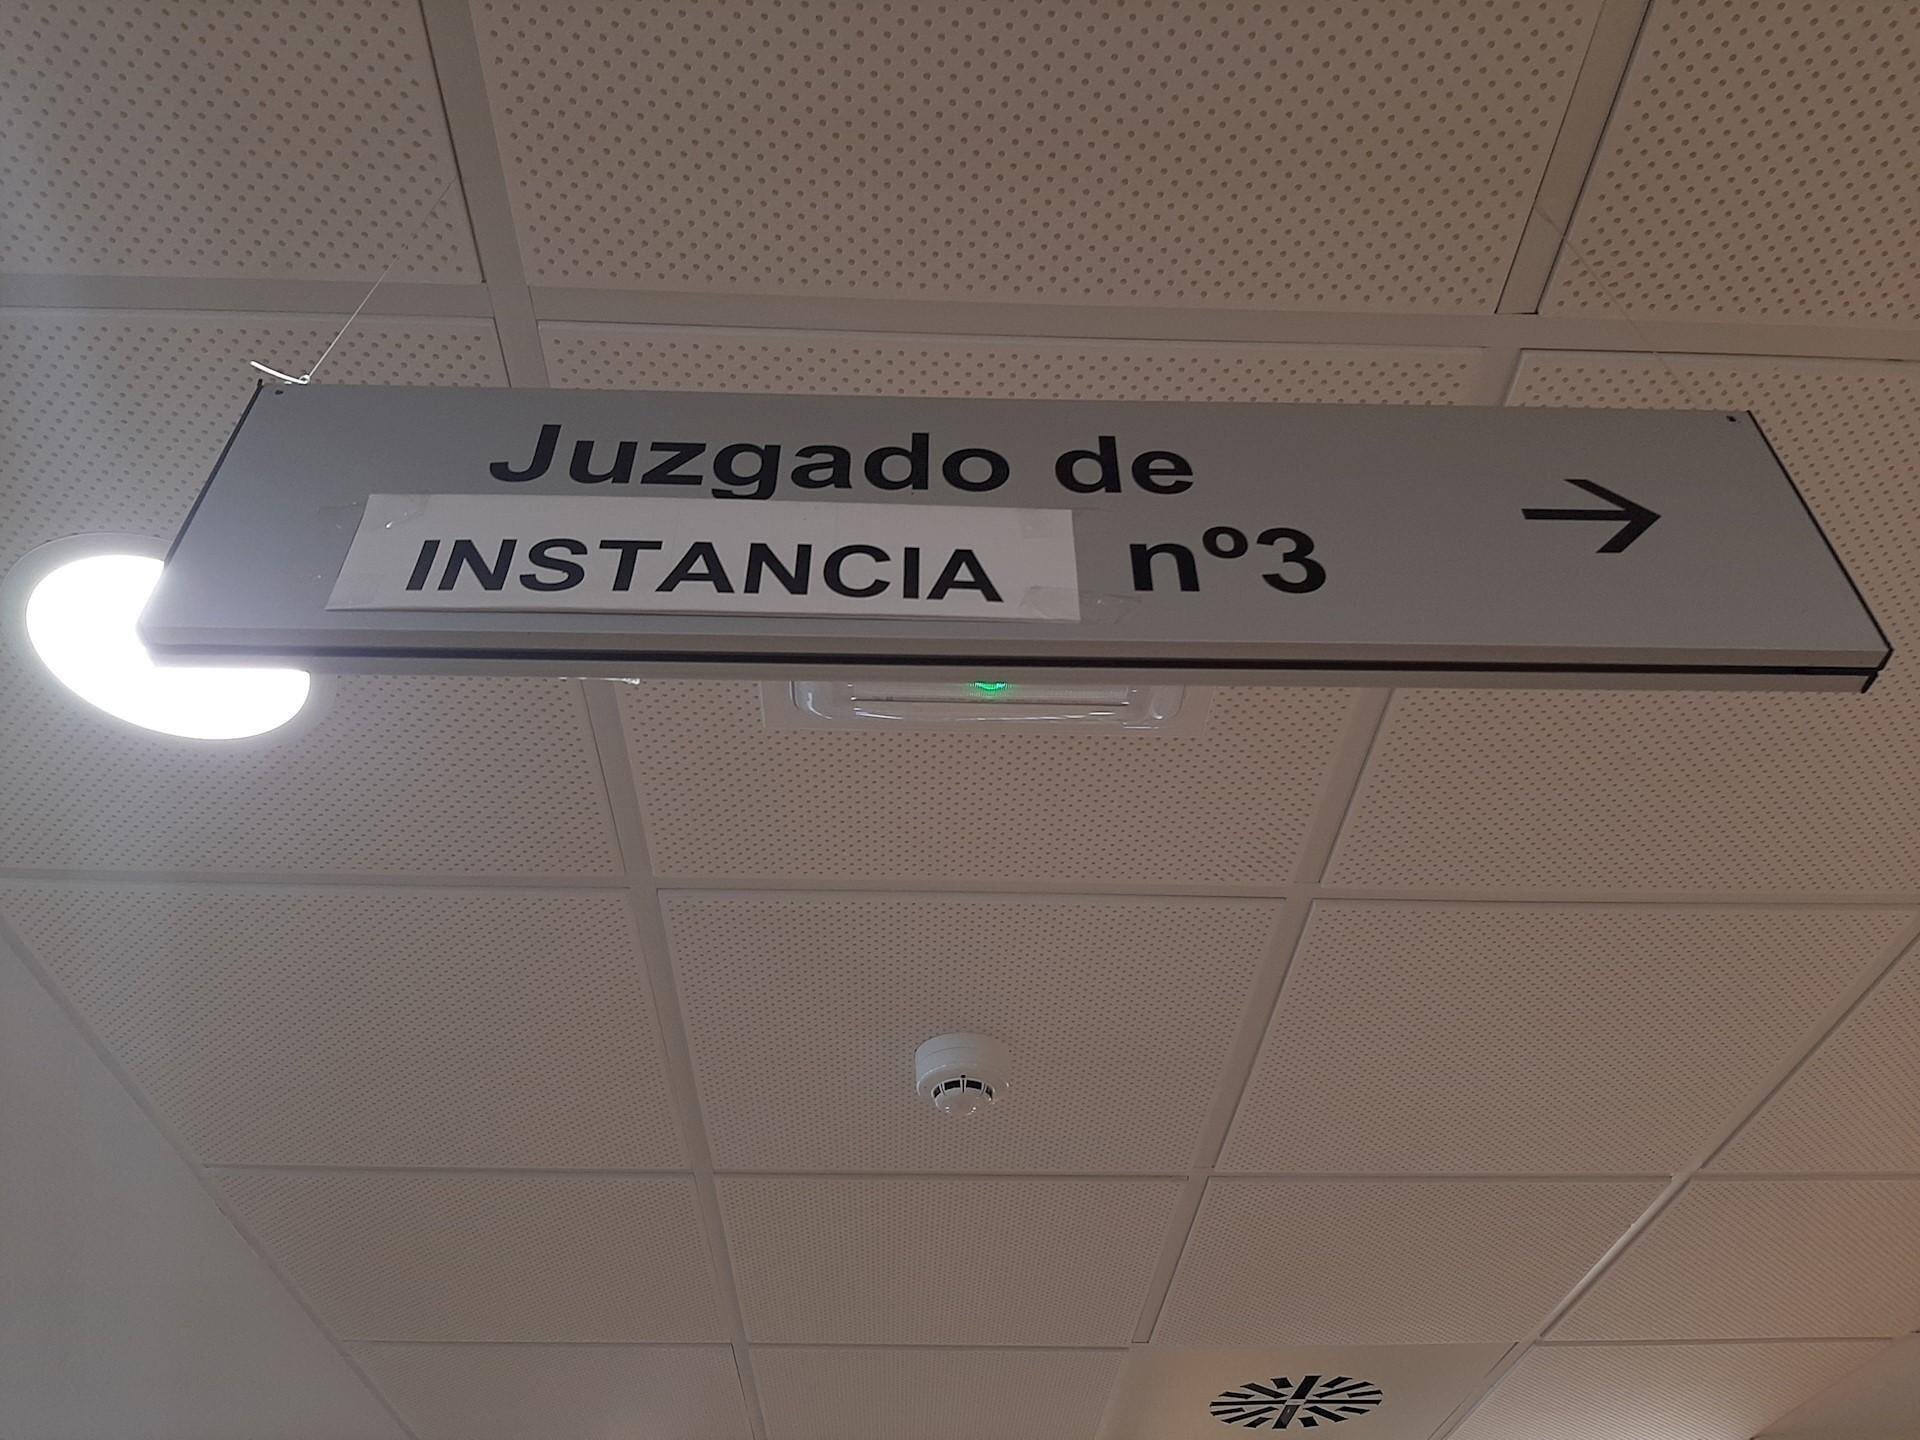 Juzgado de
INSTANCIA nº3 →